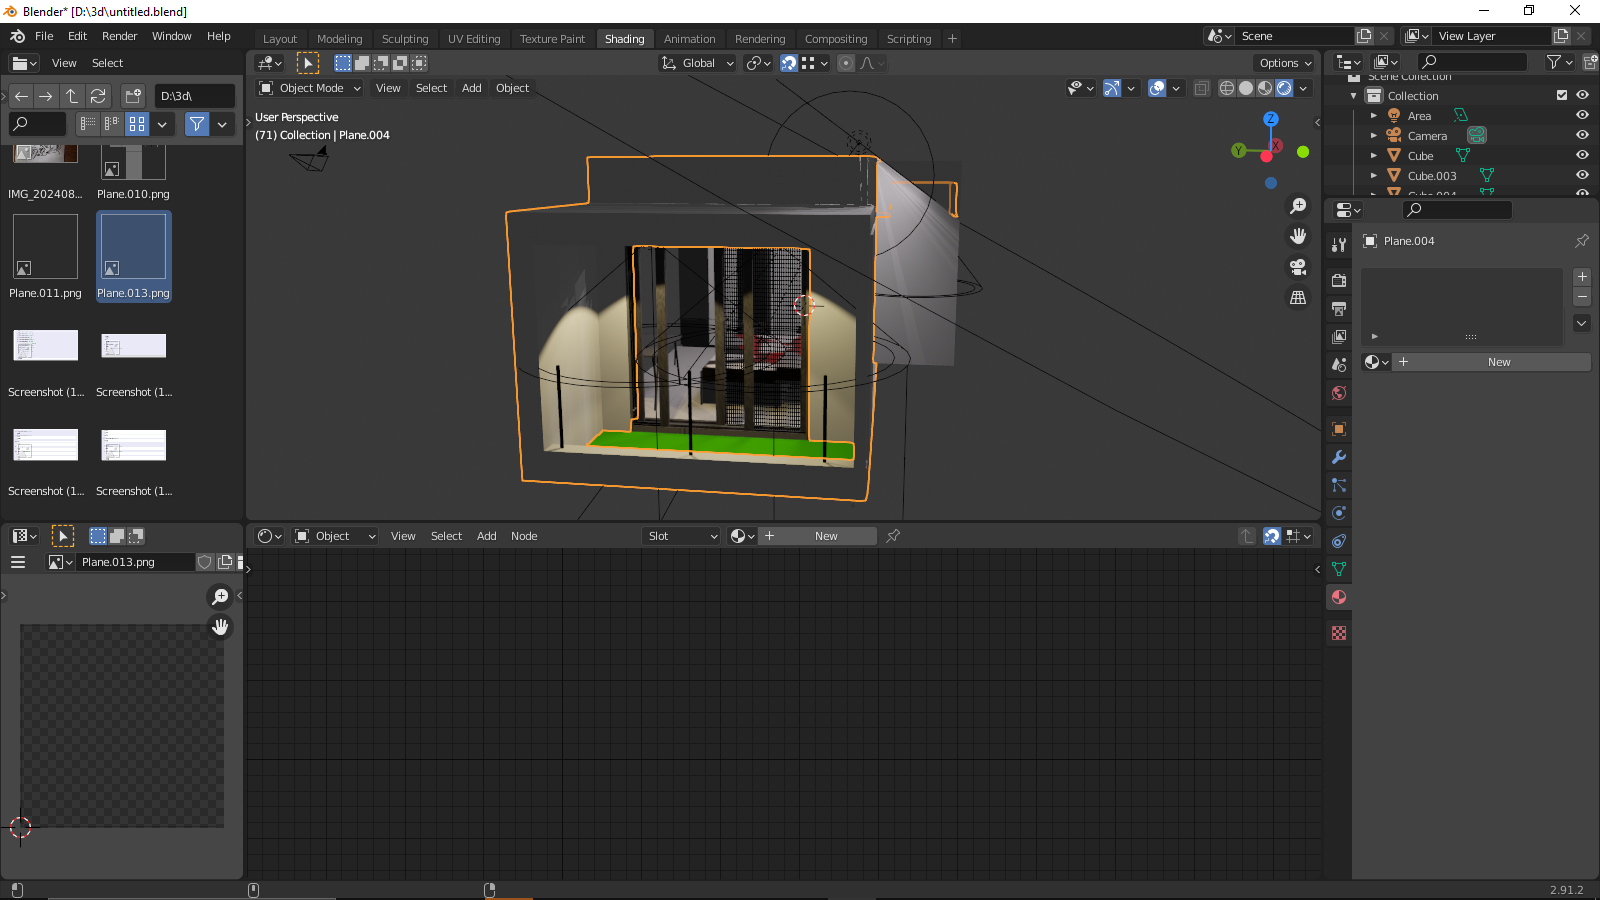 Blender* [D:\3d\untitled.blend]
File Edit Render Window Help
Layout Modeling Sculpting UV Editing Texture Paint Shading Animation Rendering Compositing Scripting
Scene
View Layer
View Select
Global
Options
D:\3d\
Object Mode View Select Add Object
User Perspective
(71) Collection | Plane.004
Z
Y
X
IMG_202408... Plane.010.png
Plane.011.png Plane.013.png
Screenshot (1... Screenshot (1...
Screenshot (1... Screenshot (1...
Scene Collection
Collection
Area
Camera
Cube
Cube.003
Cube.004
Plane.004
New
Object View Select Add Node
Slot
New
Plane.013.png
2.91.2